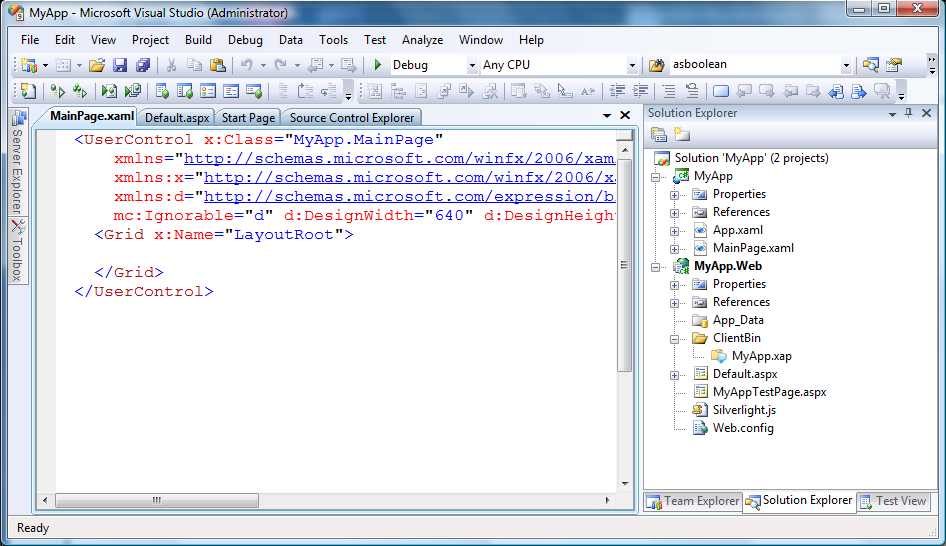 MyApp - Microsoft Visual Studio (Administrator)
File Edit View Project Build Debug Data Tools Test Analyze Window Help
Debug Any CPU asboolean
MainPage.xaml Default.aspx Start Page Source Control Explorer
Server Explorer
Toolbox
<UserControl x:Class="MyApp.MainPage"
xmlns="http://schemas.microsoft.com/winfx/2006/xam
xmlns:x="http://schemas.microsoft.com/winfx/2006/xa
xmlns:d="http://schemas.microsoft.com/expression/b
mc:Ignorable="d" d:DesignWidth="640" d:DesignHeight
<Grid x:Name="LayoutRoot">
</Grid>
</UserControl>
Solution Explorer
Solution 'MyApp' (2 projects)
MyApp
Properties
References
App.xaml
MainPage.xaml
MyApp.Web
Properties
References
App_Data
ClientBin
MyApp.xap
Default.aspx
MyAppTestPage.aspx
Silverlight.js
Web.config
Team Explorer Solution Explorer Test View
Ready